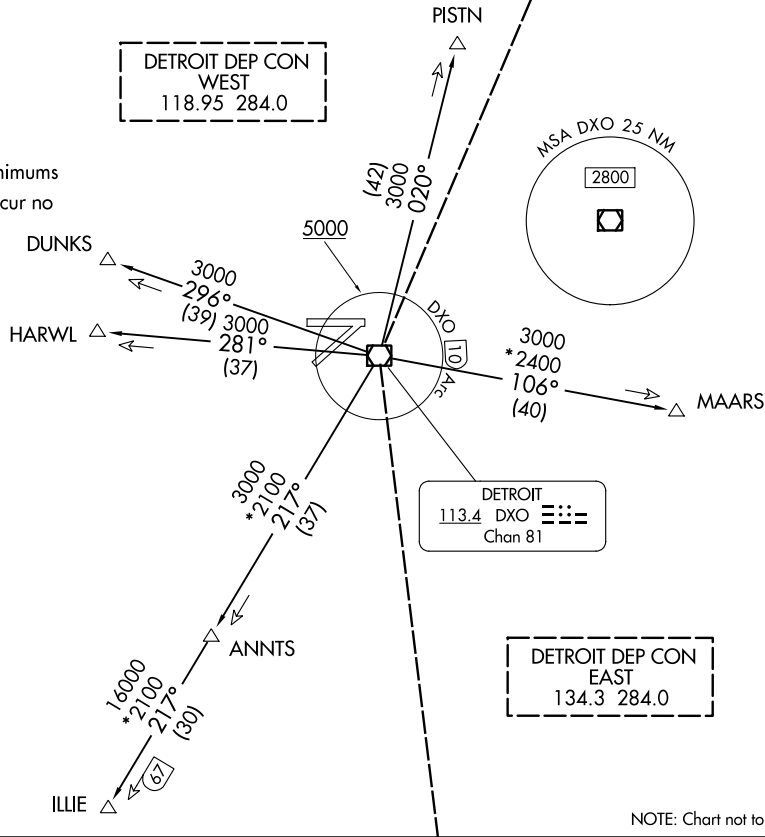 PISTN
DETROIT DEP CON
WEST
118.95 284.0
MSA DXO 25 NM
2800
nimums
cur no
(42)
3000
020°
5000
DUNKS
3000
296°
(39)
HARWL
3000
281°
(37)
DXO 10 Arc
3000
*2400
106°
(40)
MAARS
3000
*2100
217°
(37)
DETROIT
113.4 DXO
Chan 81
ANNTS
DETROIT DEP CON
EAST
134.3 284.0
16000
*2100
217°
(30)
67
ILLIE
NOTE: Chart not to